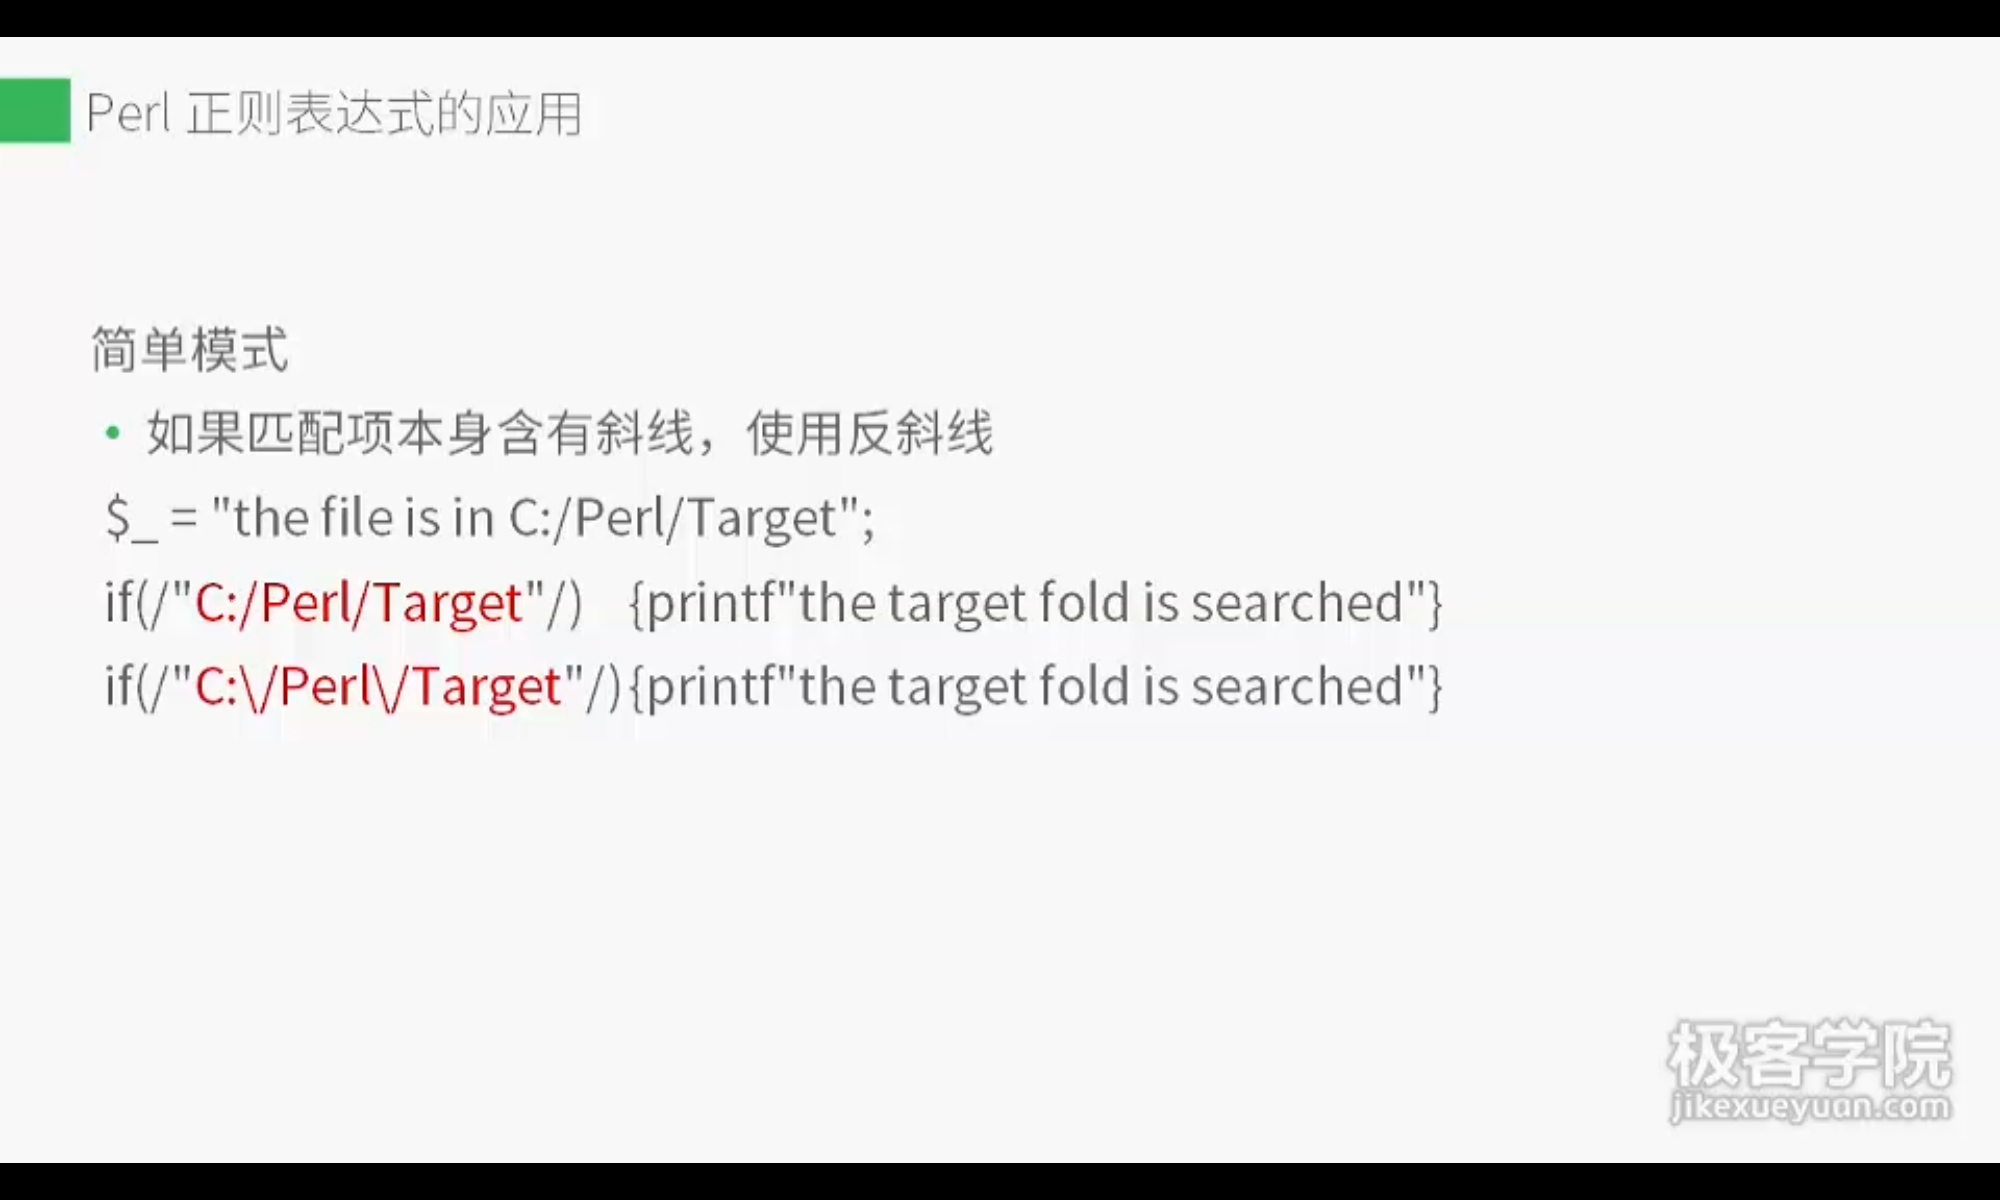 Perl 正则表达式的应用
简单模式
• 如果匹配项本身含有斜线，使用反斜线
$_ = "the file is in C:/Perl/Target";
if(/"C:/Perl/Target"/) {printf"the target fold is searched"}
if(/"C:\/Perl\/Target"/){printf"the target fold is searched"}
极客学院
jikexueyuan.com